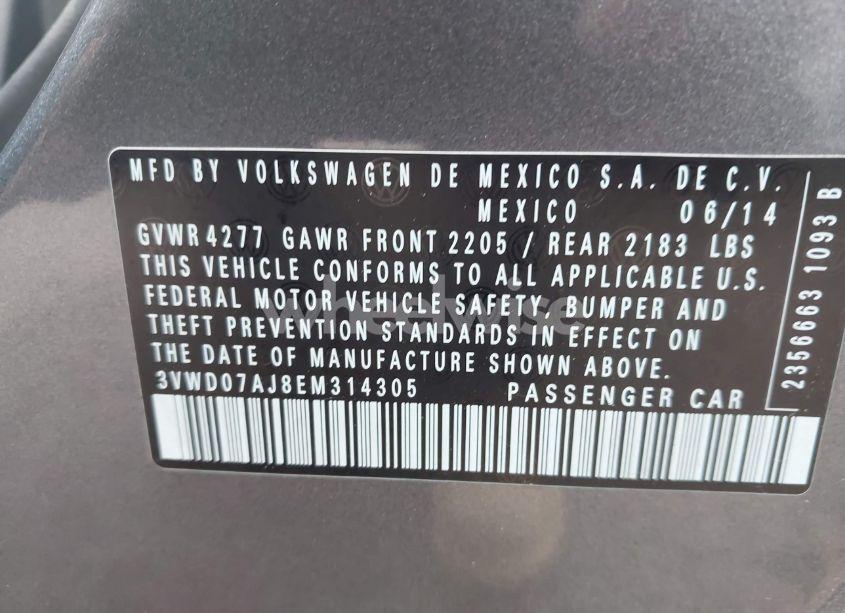 MFD BY VOLKSWAGEN DE MEXICO S.A. DE C.V.
MEXICO 06/14
GVWR 4277 GAWR FRONT 2205 / REAR 2183 LBS
THIS VEHICLE CONFORMS TO ALL APPLICABLE U.S.
FEDERAL MOTOR VEHICLE SAFETY, BUMPER AND
THEFT PREVENTION STANDARDS IN EFFECT ON
THE DATE OF MANUFACTURE SHOWN ABOVE.
3VWD07AJ8EM314305 PASSENGER CAR
2356663 1093 B
wheelwise